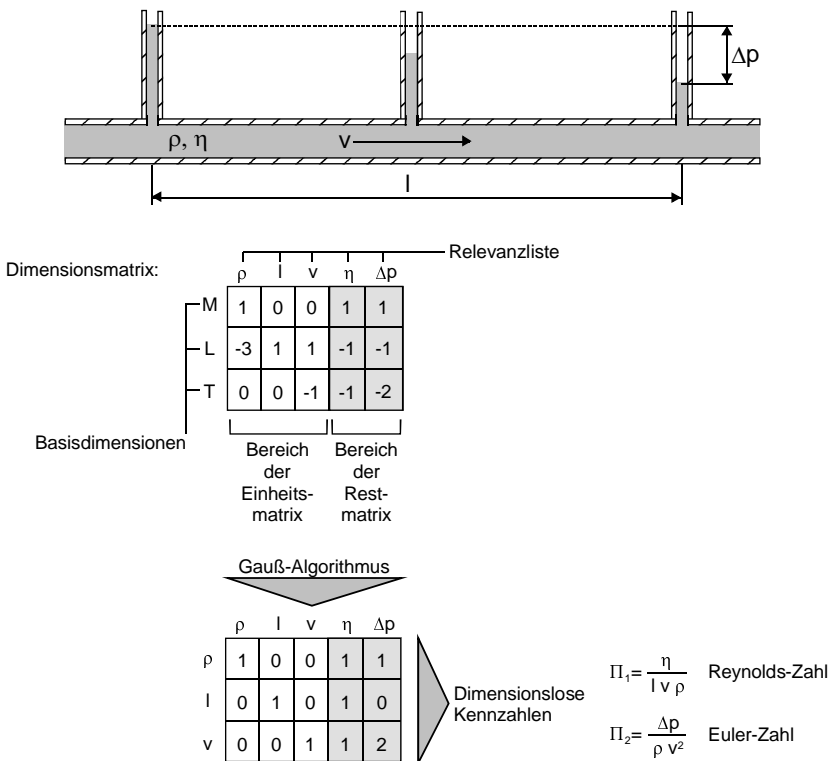 Δp
ρ, η v
l
Relevanzliste
Dimensionsmatrix: ρ l v η Δp
M 1 0 0 1 1
L -3 1 1 -1 -1
T 0 0 -1 -1 -2
Basisdimensionen
Bereich der Einheits-matrix
Bereich der Rest-matrix
Gauß-Algorithmus
ρ l v η Δp
ρ 1 0 0 1 1
l 0 1 0 1 0
v 0 0 1 1 2
Dimensionslose
Kennzahlen
Π₁= η / l v ρ Reynolds-Zahl
Π₂= Δp / ρ v² Euler-Zahl